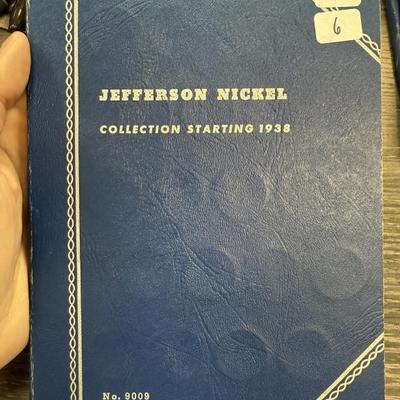 6
JEFFERSON NICKEL
COLLECTION STARTING 1938
No. 9009